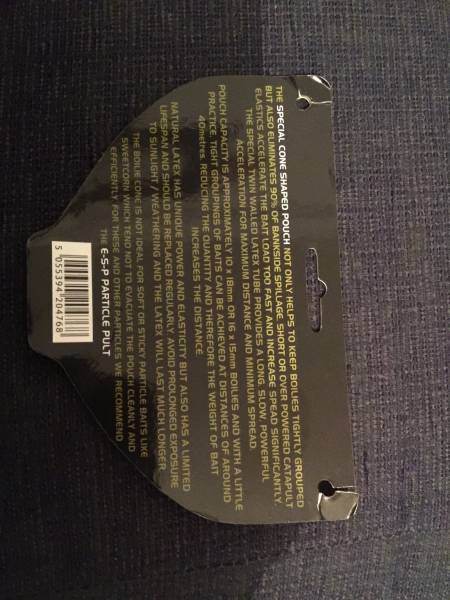 THE SPECIAL CONE SHAPED POUCH NOT ONLY HELPS TO KEEP BOILIES TIGHTLY GROUPED
BUT ALSO ELIMINATES 90% OF BANKSIDE SPILLAGE. SHORT OR OVER POWERED CATAPULT
ELASTICS ACCELERATE THE BAIT LOAD TOO FAST AND INCREASE SPEAD SIGNIFICANTLY.
THE SPECIAL TWIN WALLED LATEX TUBE PROVIDES A LONG, SLOW, POWERFUL
ACCELERATION FOR MAXIMUM DISTANCE AND MINIMUM SPREAD
POUCH CAPACITY IS APPROXIMATELY 10 x 18mm OR 16 x 15mm BOILIES AND WITH A LITTLE
PRACTICE, TIGHT GROUPINGS OF BAITS CAN BE ACHIEVED AT DISTANCES OF AROUND
40metres. REDUCING THE QUANTITY AND THEREFORE THE WEIGHT OF BAIT
INCREASES THE DISTANCE
NATURAL LATEX HAS UNIQUE POWER AND ELASTICITY BUT ALSO HAS A LIMITED
LIFESPAN AND SHOULD BE REPLACED REGULARLY. AVOID PROLONGED EXPOSURE
TO SUNLIGHT / WEATHERING AND THE LATEX WILL LAST MUCH LONGER
THE BOILIE CONE IS NOT IDEAL FOR SOFT OR STICKY PARTICLE BAITS LIKE
SWEETCORN WHICH TEND NOT TO EVACUATE THE POUCH CLEANLY AND
EFFICIENTLY. FOR THESE AND OTHER PARTICLES WE RECOMMEND
THE E-S-P PARTICLE PULT
5 055394 204768